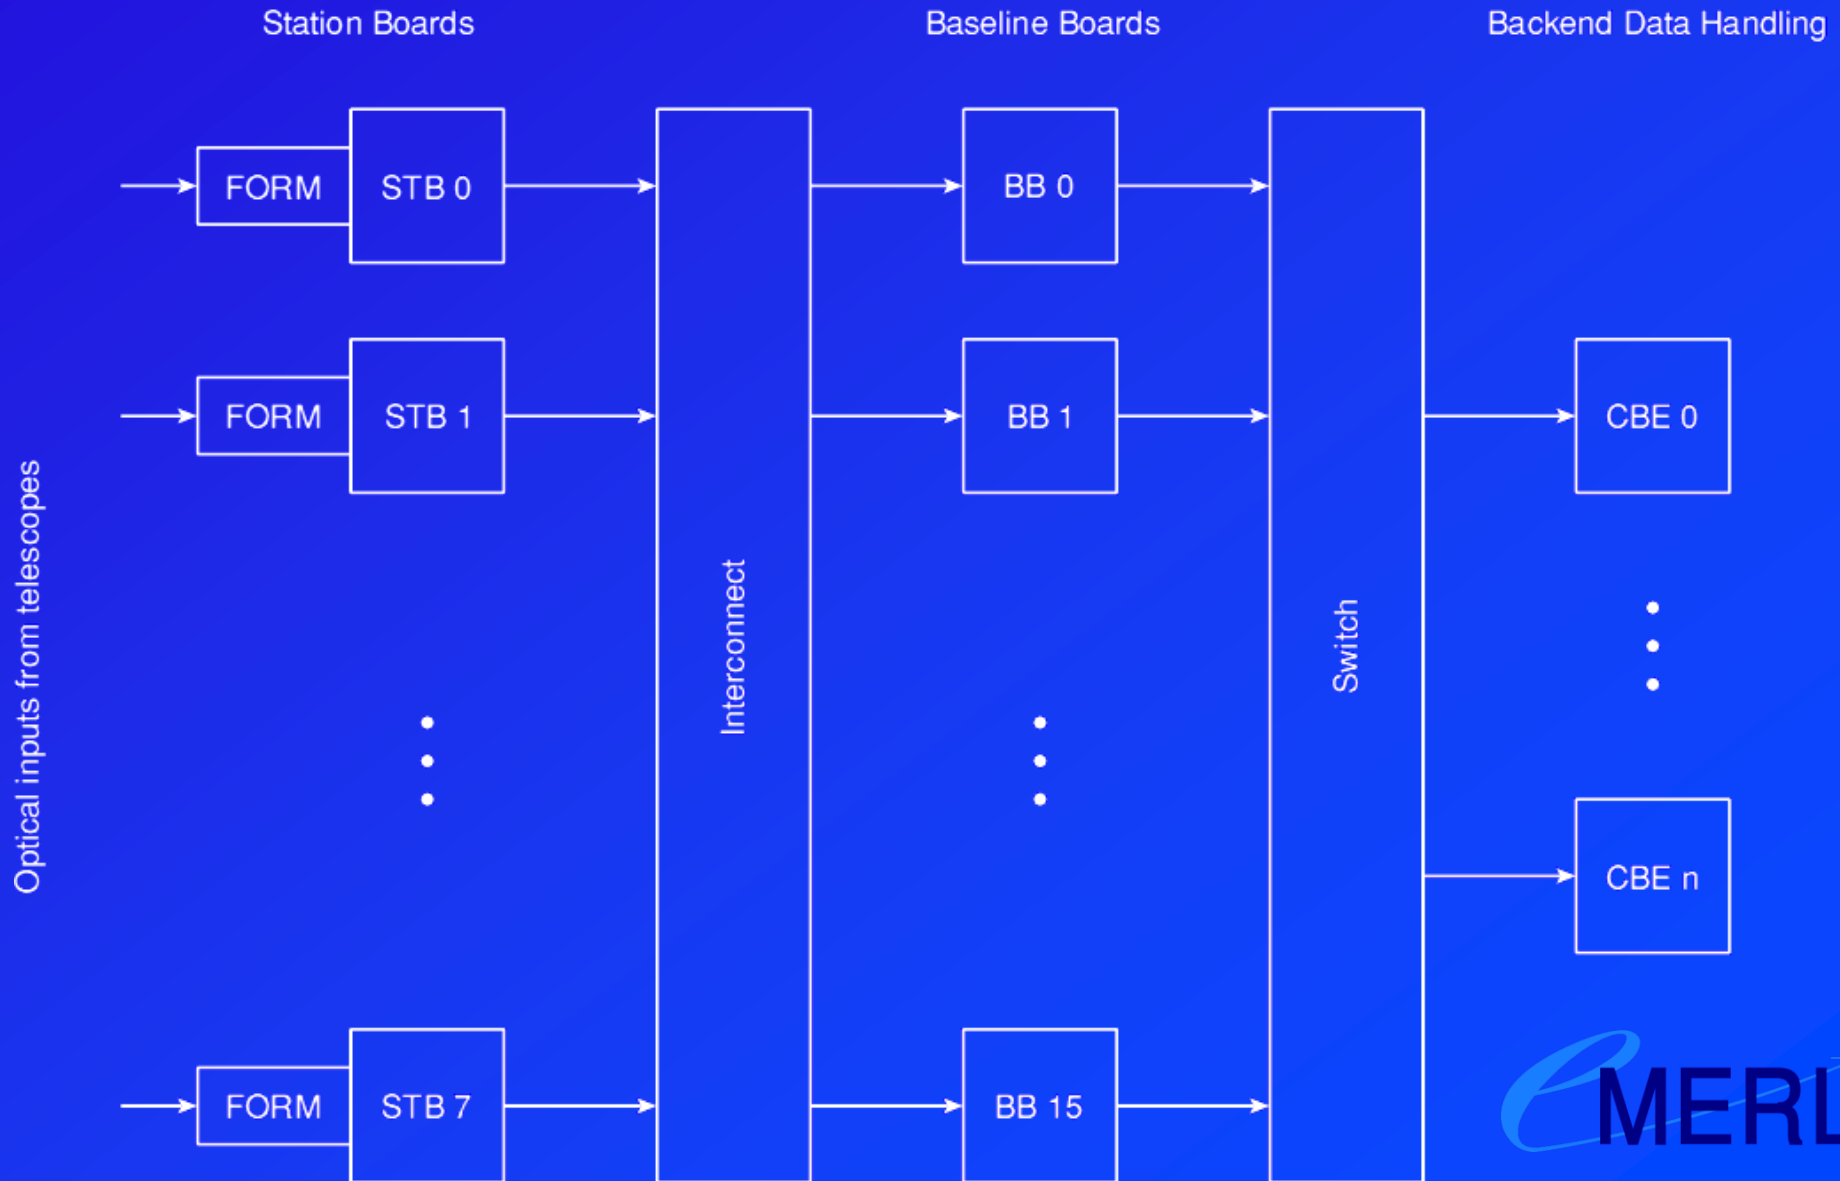 Station Boards
Baseline Boards
Backend Data Handling
Optical inputs from telescopes
FORM
STB 0
BB 0
FORM
STB 1
BB 1
CBE 0
Interconnect
Switch
CBE n
FORM
STB 7
BB 15
eMERL